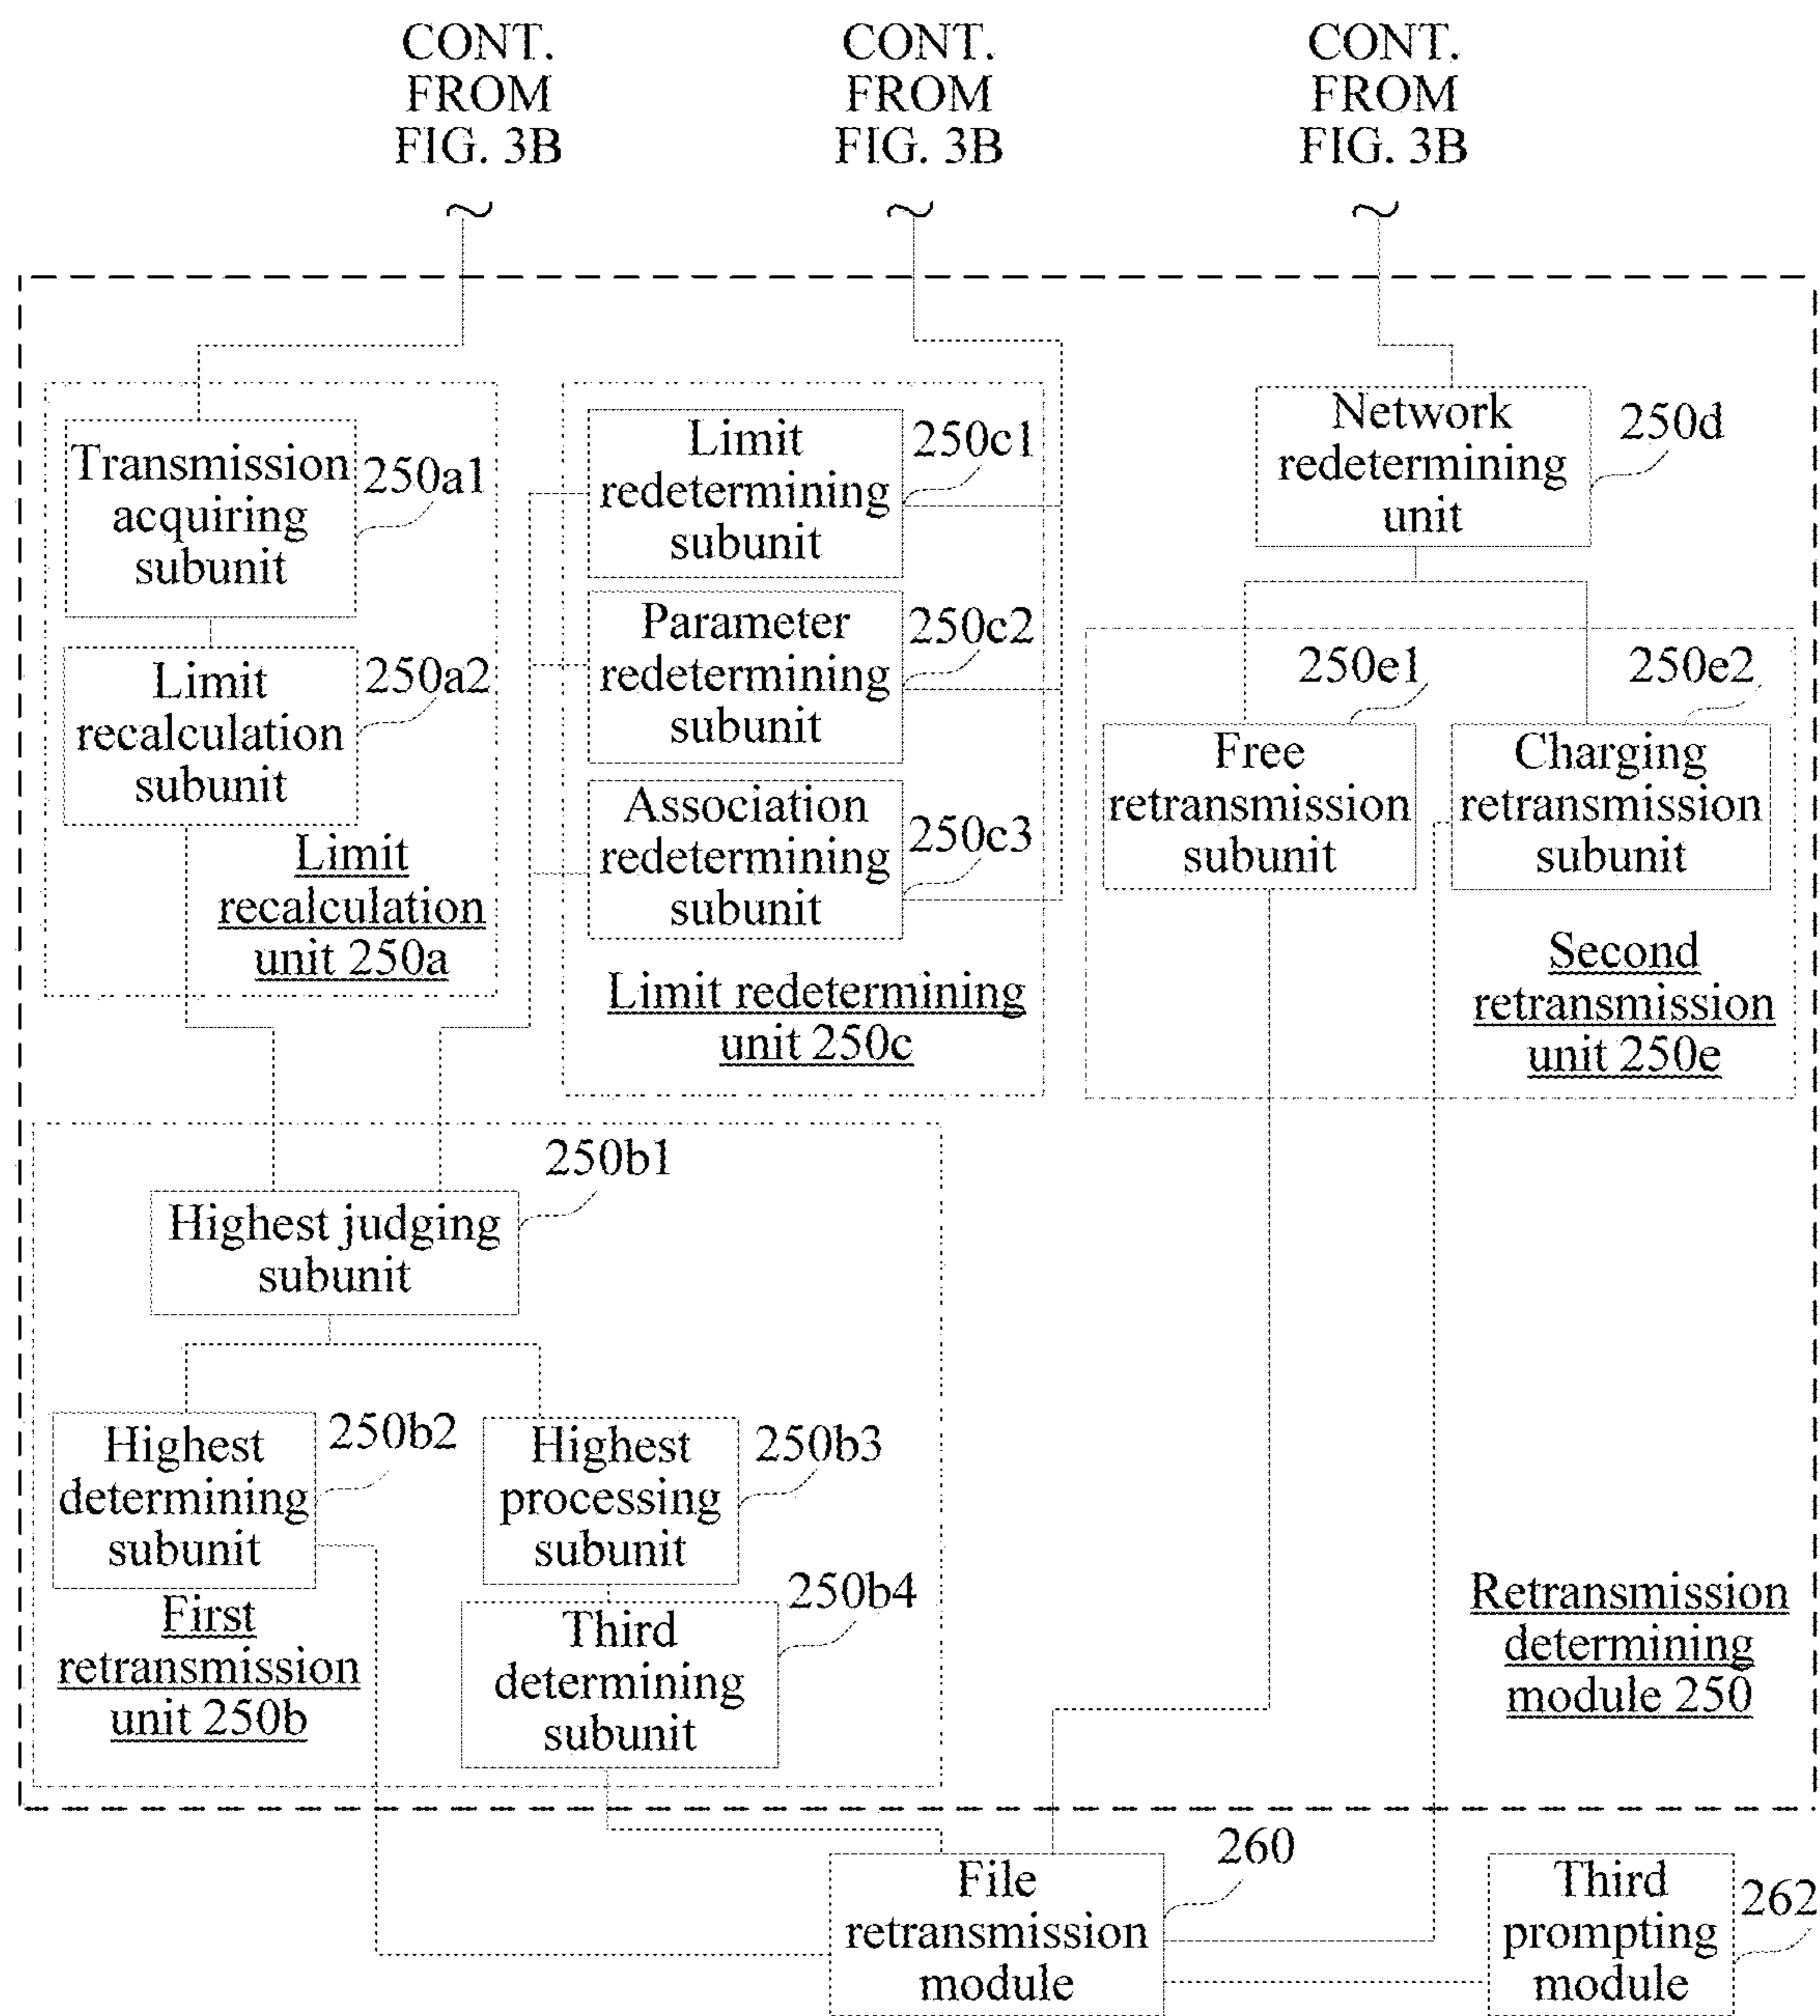 CONT.
FROM
FIG. 3B
CONT.
FROM
FIG. 3B
CONT.
FROM
FIG. 3B
Transmission
acquiring
subunit
250a1
Limit
recalculation
subunit
250a2
Limit
recalculation
unit 250a
Limit
redetermining
subunit
250c1
Parameter
redetermining
subunit
250c2
Association
redetermining
subunit
250c3
Limit redetermining
unit 250c
Network
redetermining
unit
250d
250e1
Free
retransmission
subunit
250e2
Charging
retransmission
subunit
Second
retransmission
unit 250e
250b1
Highest judging
subunit
Highest
determining
subunit
250b2
Highest
processing
subunit
250b3
Third
determining
subunit
250b4
First
retransmission
unit 250b
Retransmission
determining
module 250
File
retransmission
module
260
Third
prompting
module
262